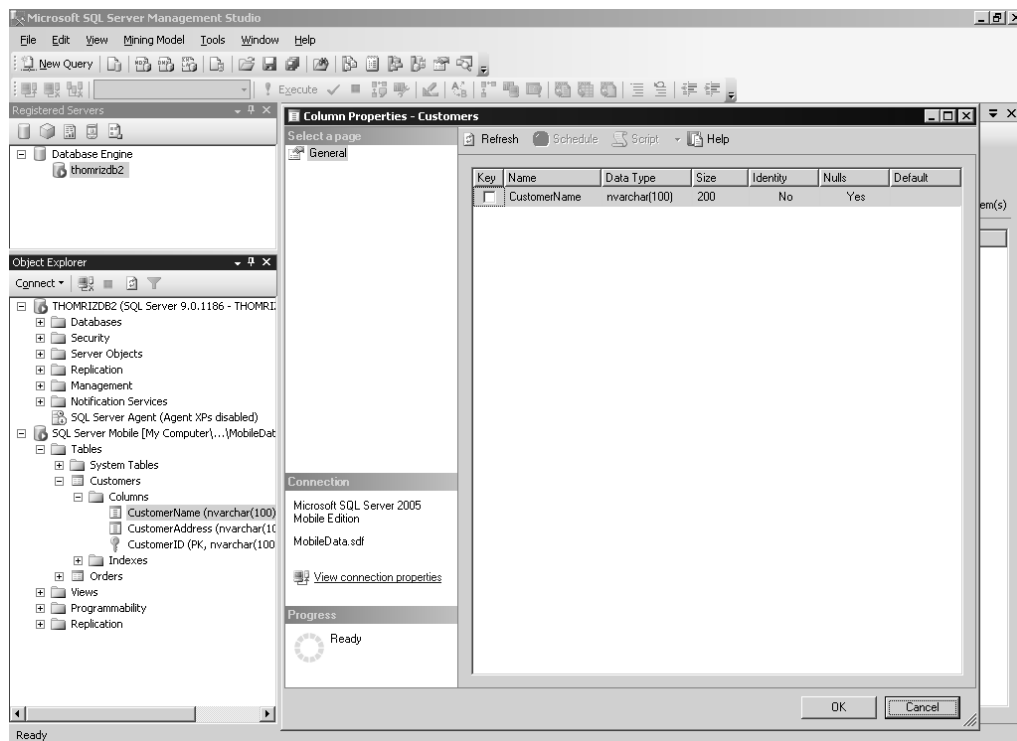 Microsoft SQL Server Management Studio
File Edit View Mining Model Tools Window Help
New Query
Execute
Registered Servers
Database Engine
thomrizdb2
Object Explorer
Connect
THOMRIZDB2 (SQL Server 9.0.1186 - THOMRIZ
Databases
Security
Server Objects
Replication
Management
Notification Services
SQL Server Agent (Agent XPs disabled)
SQL Server Mobile [My Computer\...\MobileDat
Tables
System Tables
Customers
Columns
CustomerName (nvarchar(100)
CustomerAddress (nvarchar(10
CustomerID (PK, nvarchar(100
Indexes
Orders
Views
Programmability
Replication
Column Properties - Customers
Select a page
General
Refresh Schedule Script Help
Key Name Data Type Size Identity Nulls Default
CustomerName nvarchar(100) 200 No Yes
em(s)
Connection
Microsoft SQL Server 2005
Mobile Edition
MobileData.sdf
View connection properties
Progress
Ready
OK Cancel
Ready